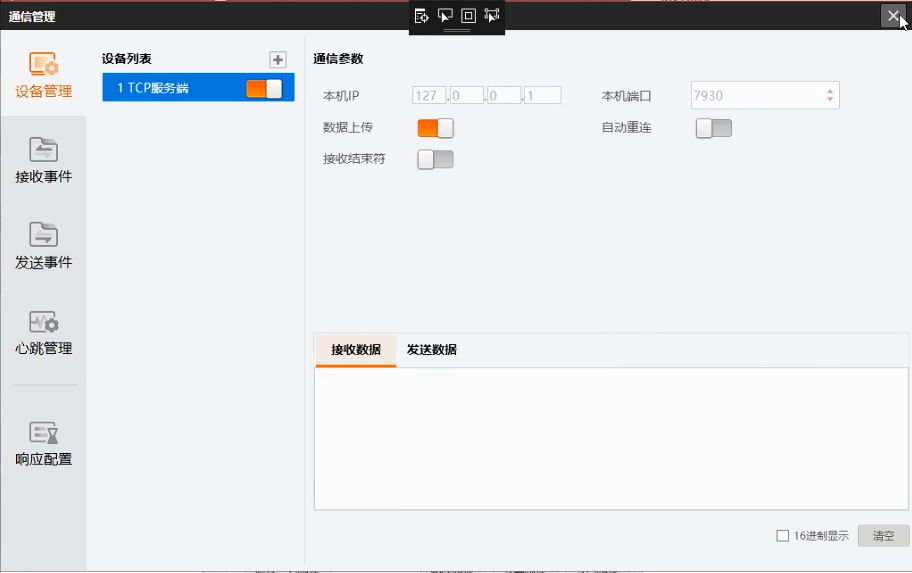 通信管理
设备管理
接收事件
发送事件
心跳管理
响应配置
设备列表
1 TCP服务端
通信参数
本机IP 127 . 0 . 0 . 1
本机端口 7930
数据上传
自动重连
接收结束符
接收数据 发送数据
16进制显示 清空